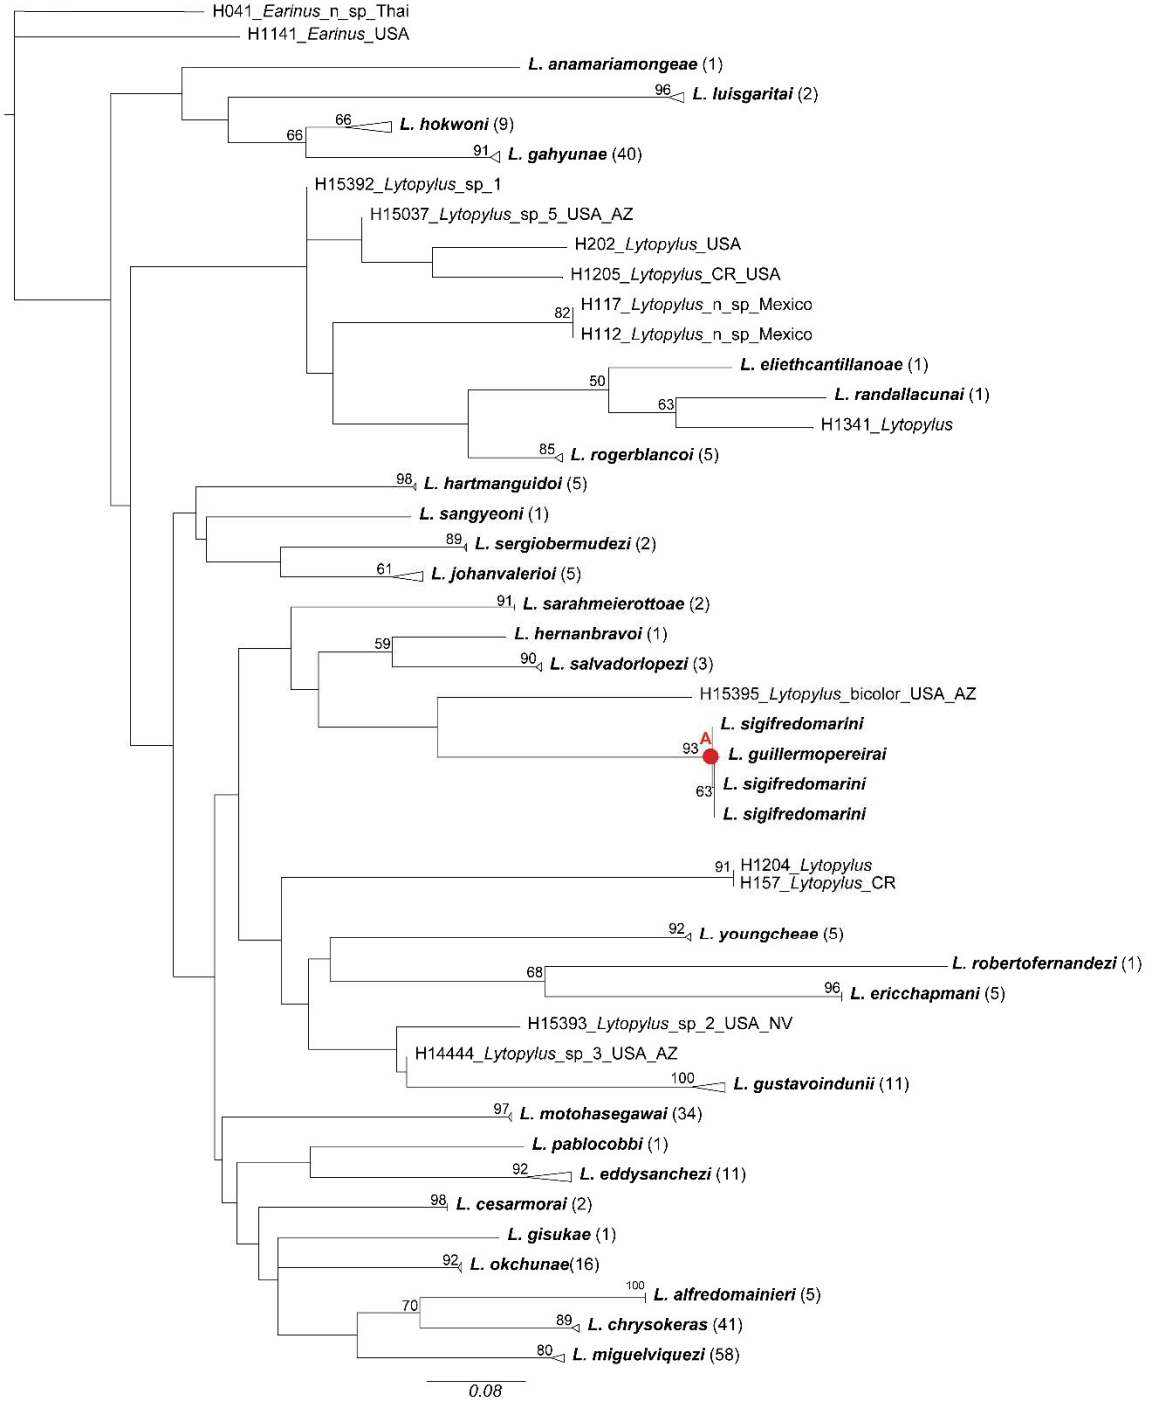 H041_Earinus_n_sp_Thai
H1141_Earinus_USA
L. anamariamongeae (1)
96 L. luisgaritai (2)
66 L. hokwoni (9)
66
91 L. gahyunae (40)
H15392_Lytopylus_sp_1
H15037_Lytopylus_sp_5_USA_AZ
H202_Lytopylus_USA
H1205_Lytopylus_CR_USA
H117_Lytopylus_n_sp_Mexico
82
H112_Lytopylus_n_sp_Mexico
L. eliethcantillanoae (1)
50
L. randallacunai (1)
63
H1341_Lytopylus
85 L. rogerblancoi (5)
98 L. hartmanguidoi (5)
L. sangyeoni (1)
89 L. sergiobermudezi (2)
61 L. johanvalerioi (5)
91 L. sarahmeierottoae (2)
L. hernanbravoi (1)
59
90 L. salvadorlopezi (3)
H15395_Lytopylus_bicolor_USA_AZ
L. sigifredomarini
A
93 L. guillermopereirai
L. sigifredomarini
63
L. sigifredomarini
91 H1204_Lytopylus
H157_Lytopylus_CR
92 L. youngcheae (5)
L. robertofernandezi (1)
68
96 L. ericchapmani (5)
H15393_Lytopylus_sp_2_USA_NV
H14444_Lytopylus_sp_3_USA_AZ
100 L. gustavoindunii (11)
97 L. motohasegawai (34)
L. pablocobbi (1)
92 L. eddysanchezi (11)
98 L. cesarmorai (2)
L. gisukae (1)
92 L. okchunae(16)
100 L. alfredomainieri (5)
70
89 L. chrysokeras (41)
80 L. miguelviquezi (58)
0.08